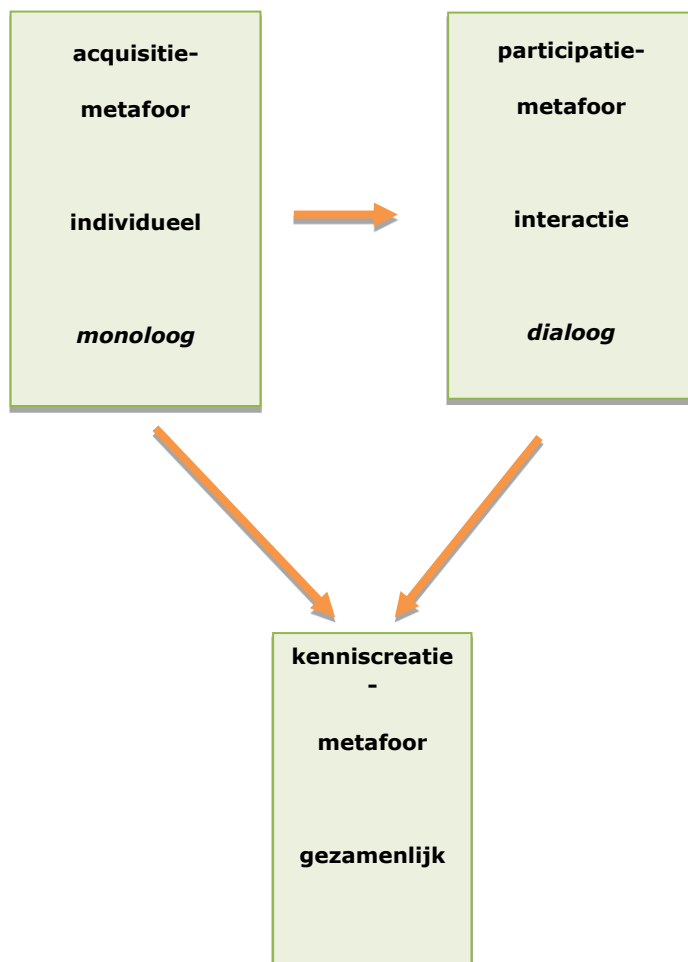 acquisitie-
metafoor
individueel
monoloog
participatie-
metafoor
interactie
dialoog
kenniscreatie
-
metafoor
gezamenlijk